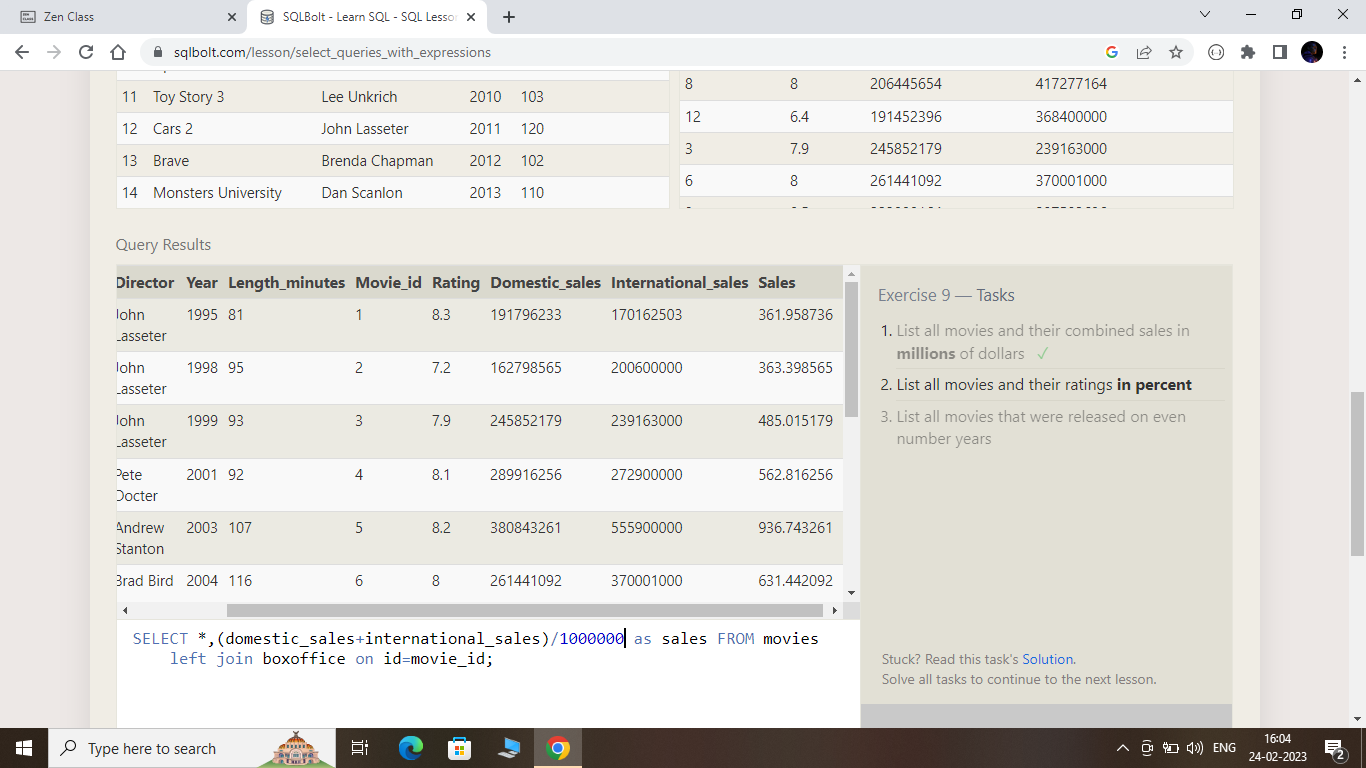 Zen Class
SQLBolt - Learn SQL - SQL Lesson
sqlbolt.com/lesson/select_queries_with_expressions
11 Toy Story 3 Lee Unkrich 2010 103
12 Cars 2 John Lasseter 2011 120
13 Brave Brenda Chapman 2012 102
14 Monsters University Dan Scanlon 2013 110
8 8 206445654 417277164
12 6.4 191452396 368400000
3 7.9 245852179 239163000
6 8 261441092 370001000
Query Results
Director Year Length_minutes Movie_id Rating Domestic_sales International_sales Sales
John Lasseter 1995 81 1 8.3 191796233 170162503 361.958736
John Lasseter 1998 95 2 7.2 162798565 200600000 363.398565
John Lasseter 1999 93 3 7.9 245852179 239163000 485.015179
Pete Docter 2001 92 4 8.1 289916256 272900000 562.816256
Andrew Stanton 2003 107 5 8.2 380843261 555900000 936.743261
Brad Bird 2004 116 6 8 261441092 370001000 631.442092
SELECT *,(domestic_sales+international_sales)/1000000 as sales FROM movies
left join boxoffice on id=movie_id;
Exercise 9 — Tasks
1. List all movies and their combined sales in
millions of dollars ✓
2. List all movies and their ratings in percent
3. List all movies that were released on even
number years
Stuck? Read this task's Solution.
Solve all tasks to continue to the next lesson.
Type here to search
ENG
16:04
24-02-2023
2